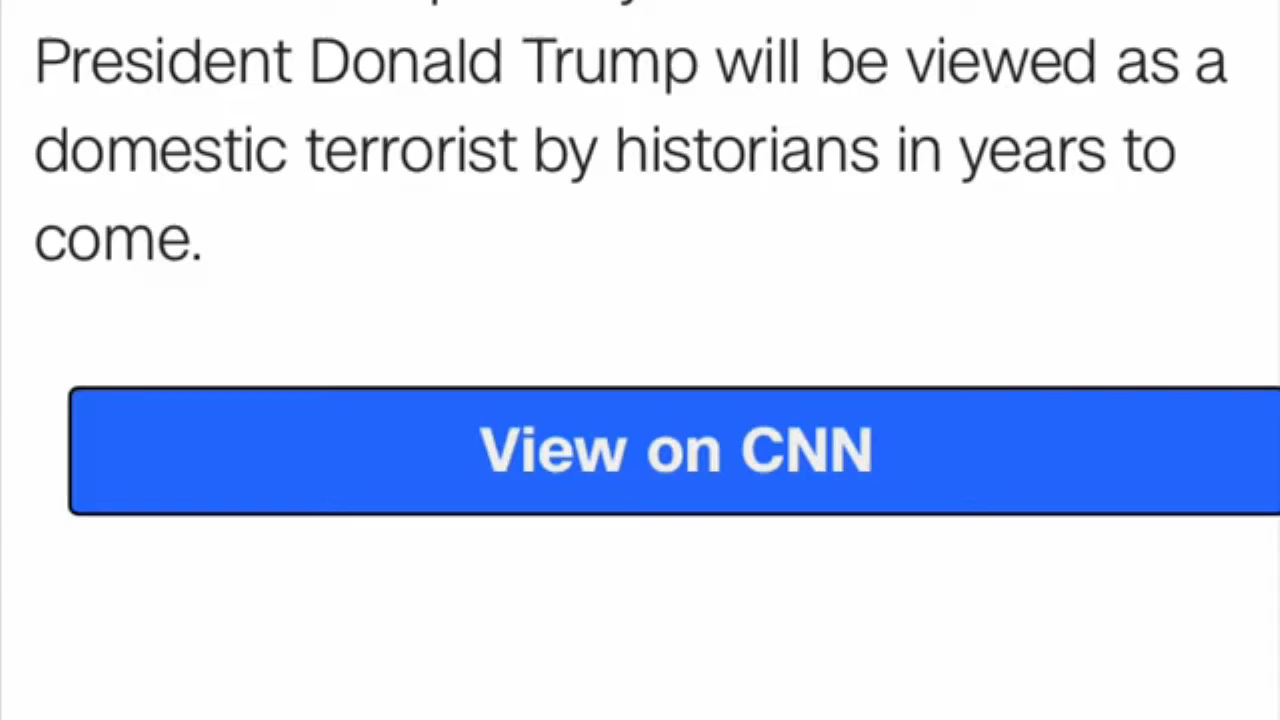 President Donald Trump will be viewed as a
domestic terrorist by historians in years to
come.
View on CNN